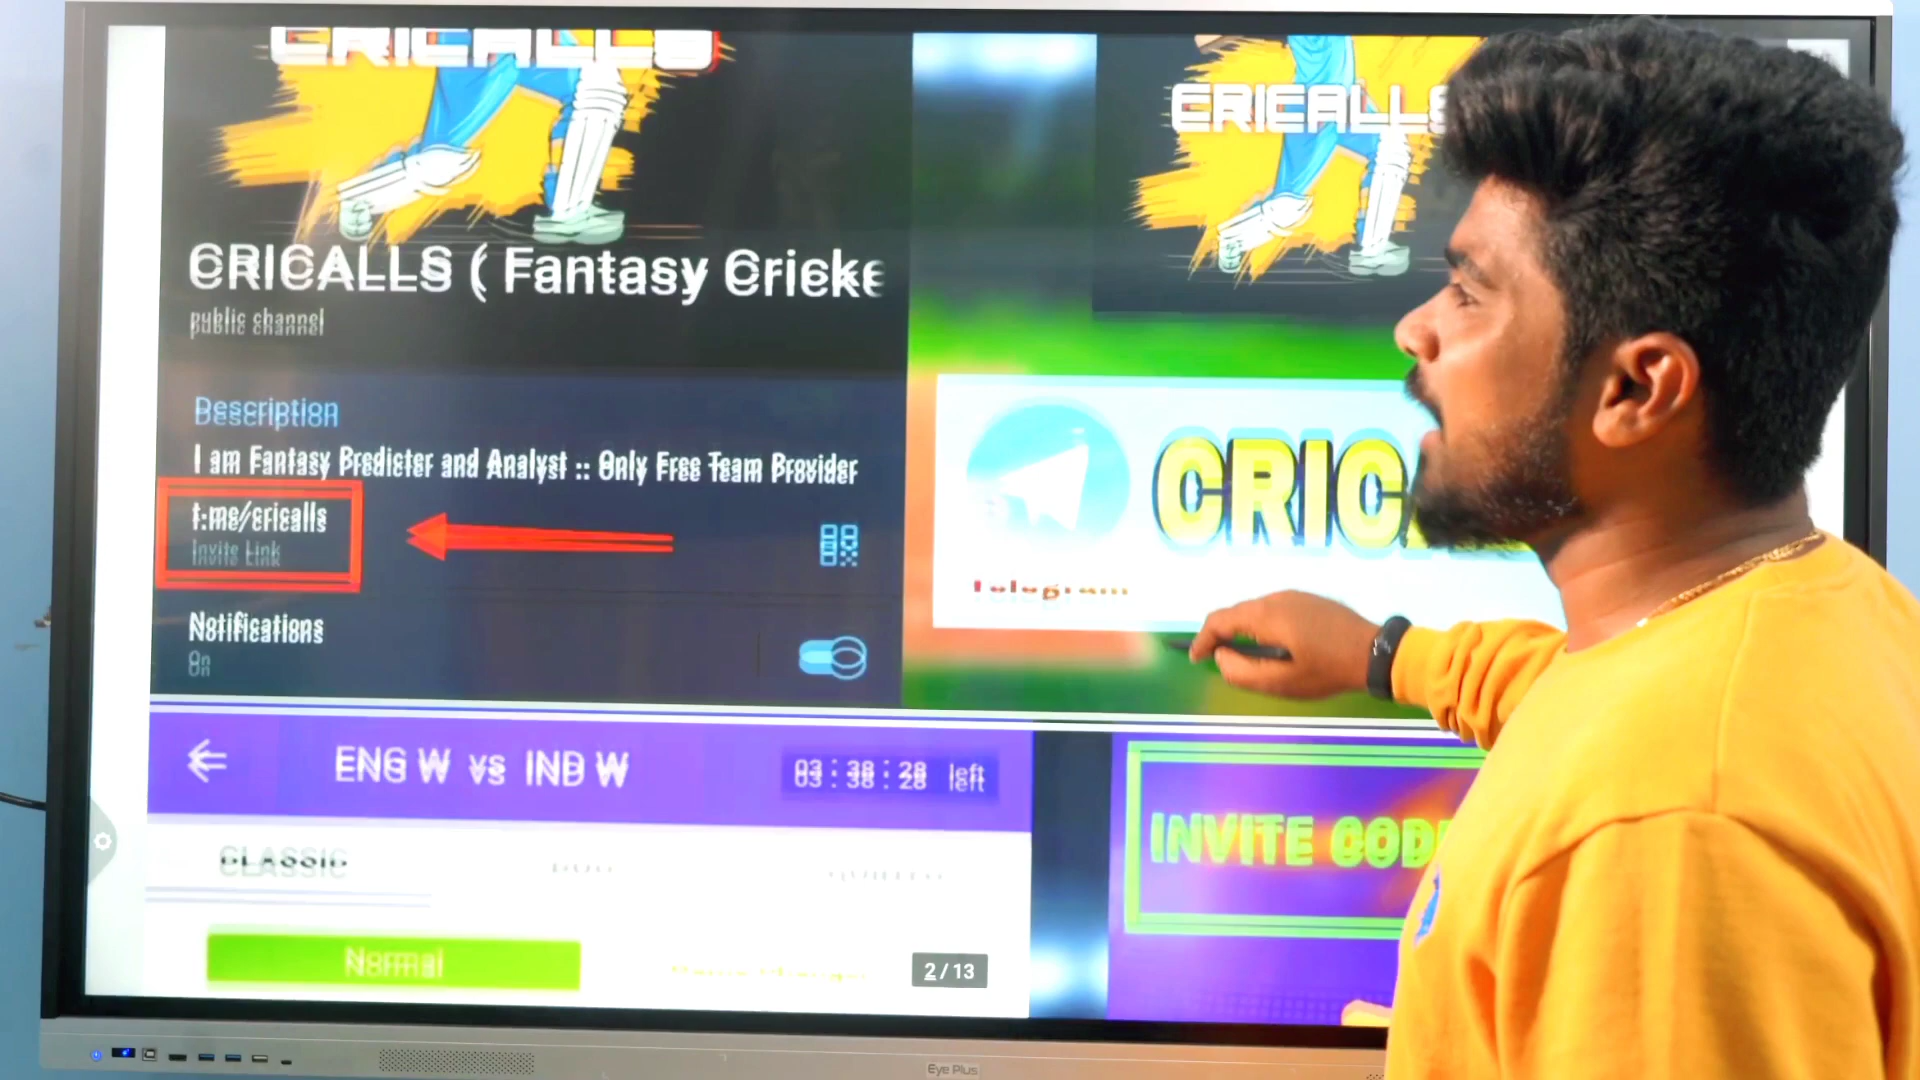 CRICALLS
CRICALLS
CRICALLS ( Fantasy Cricke
public channel
Description
I am Fantasy Predicter and Analyst :: Only Free Team Provider
t.me/cricalls
Invite Link
Notifications
On
CRIC
Telegram
ENG W vs IND W
03 : 38 : 28 left
CLASSIC
Normal
2 / 13
INVITE COD
Eye Plus